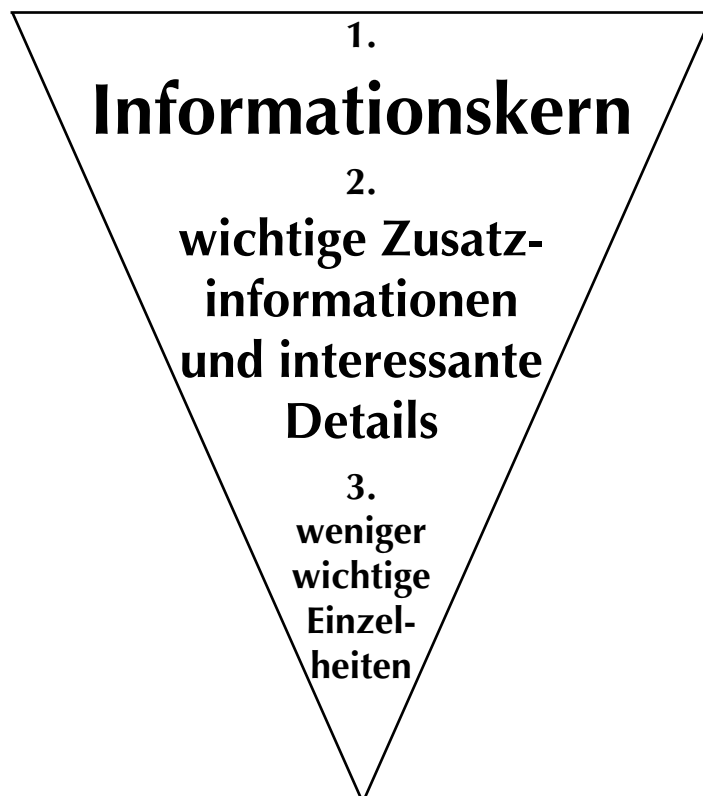 1.
Informationskern
2.
wichtige Zusatz-
informationen
und interessante
Details
3.
weniger
wichtige
Einzel-
heiten